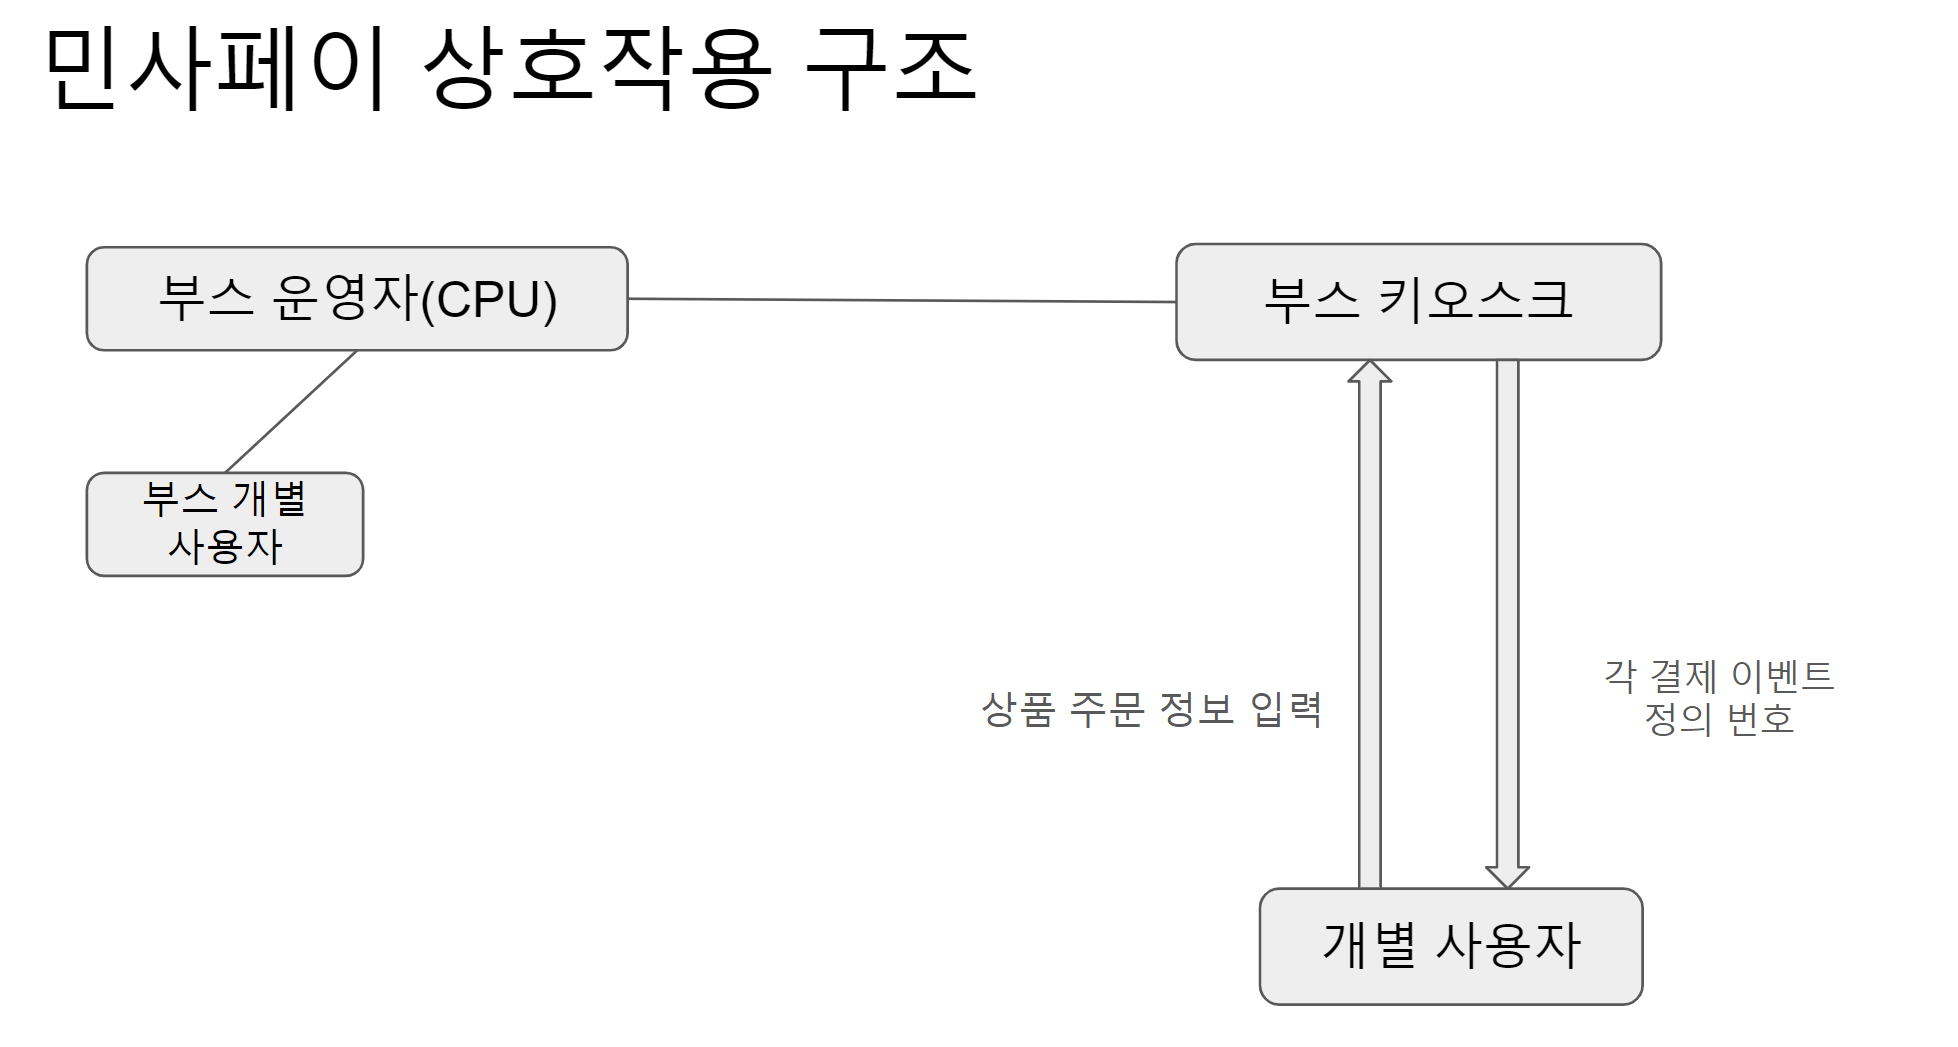 민사페이 상호작용 구조
부스 운영자(CPU)
부스 키오스크
부스 개별
사용자
상품 주문 정보 입력
각 결제 이벤트
정의 번호
개별 사용자